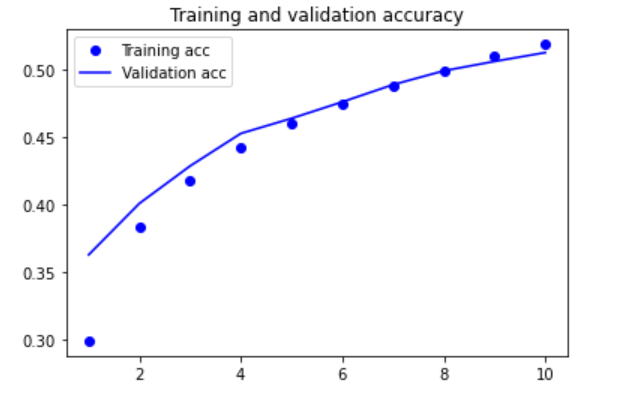 Training and validation accuracy
Training acc
Validation acc
0.50
0.45
0.40
0.35
0.30
2 4 6 8 10